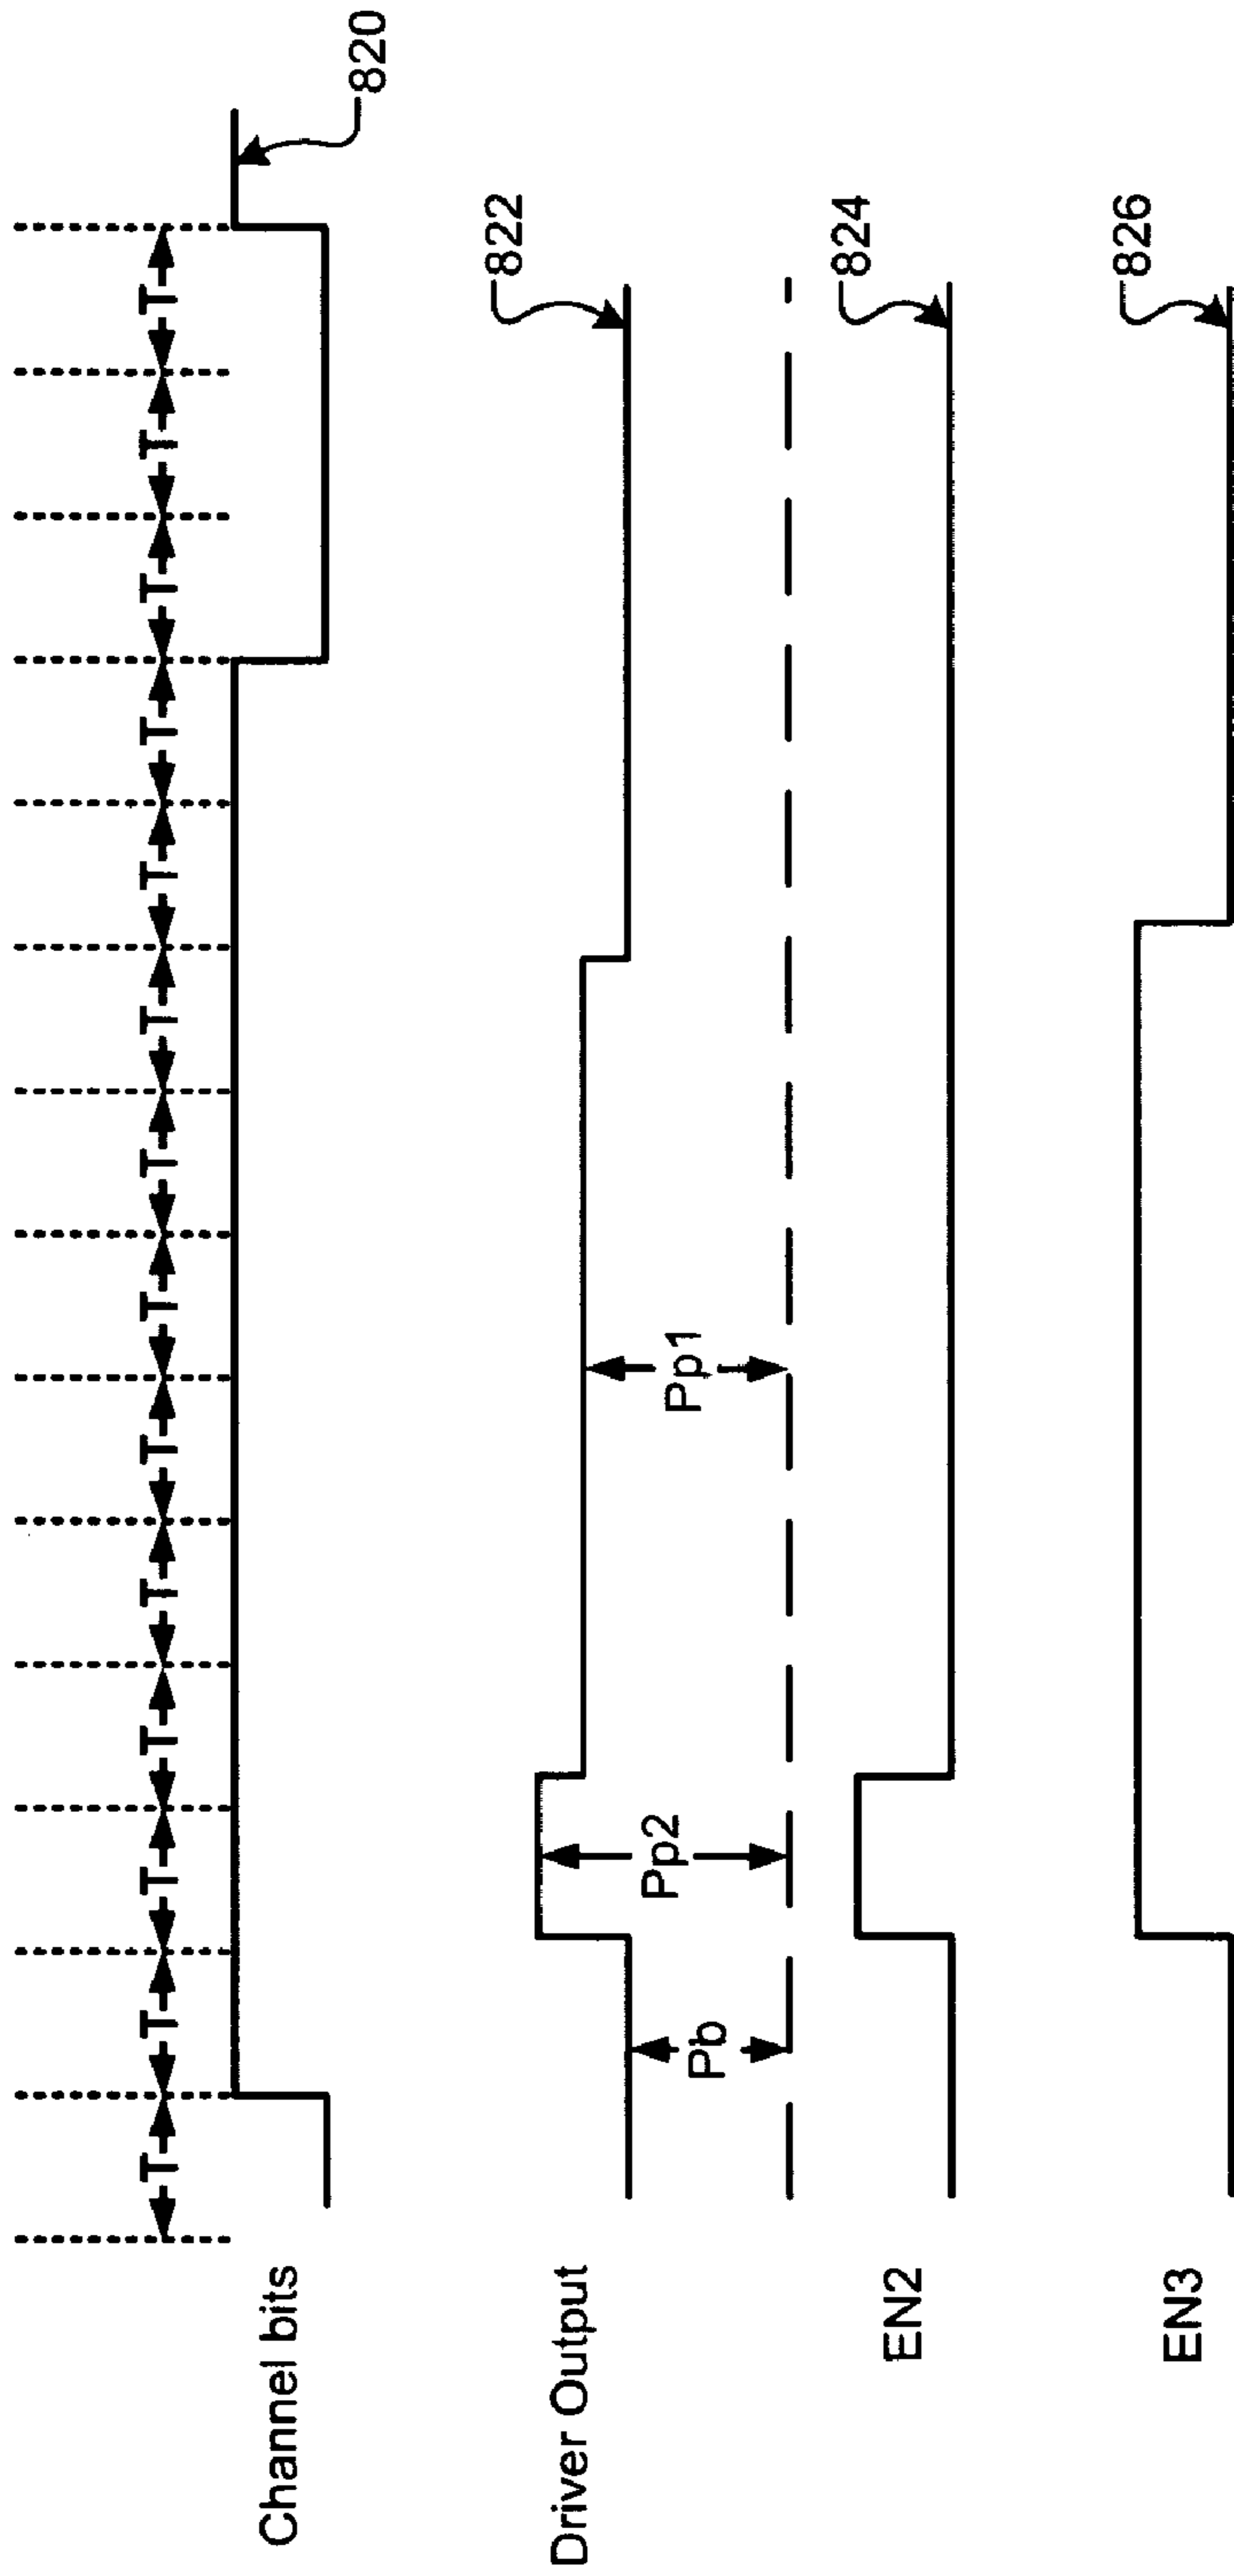 T T T T T T T T T T T T T T
Channel bits
820
822
Driver Output
Pb
Pp2
Pp1
824
EN2
826
EN3